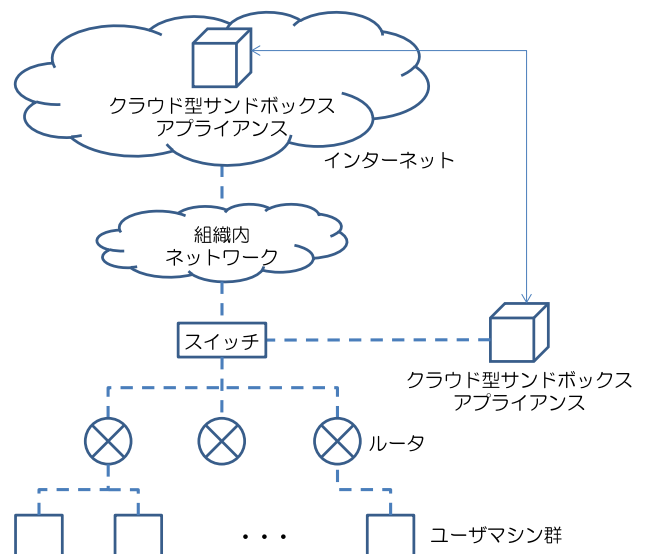 クラウド型サンドボックス
アプライアンス
インターネット
組織内
ネットワーク
スイッチ
クラウド型サンドボックス
アプライアンス
ルータ
・・・
ユーザマシン群